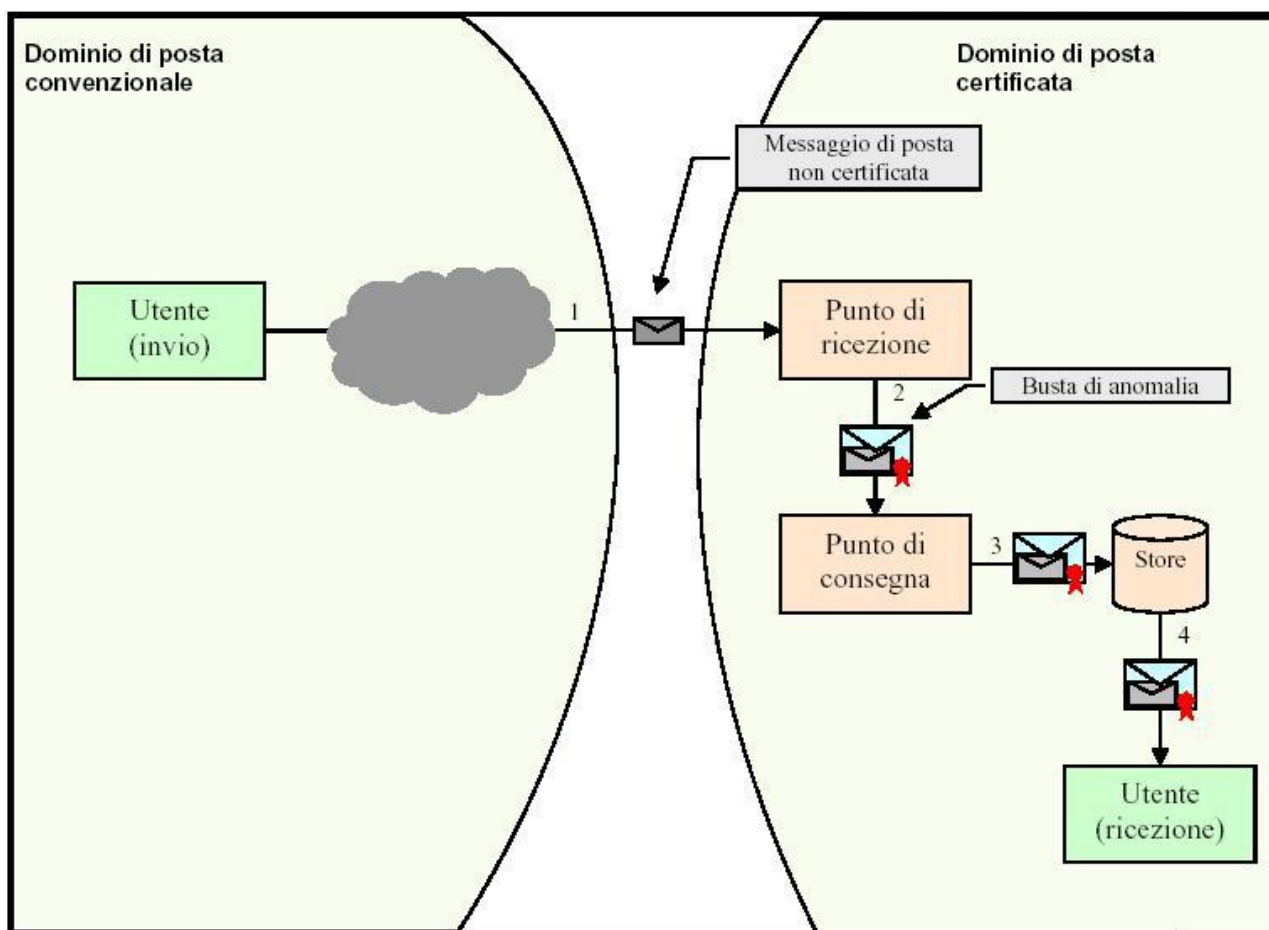 Dominio di posta
convenzionale
Dominio di posta
certificata
Messaggio di posta
non certificata
Utente
(invio)
1
Punto di
ricezione
2
Busta di anomalia
Punto di
consegna
3
Store
4
Utente
(ricezione)